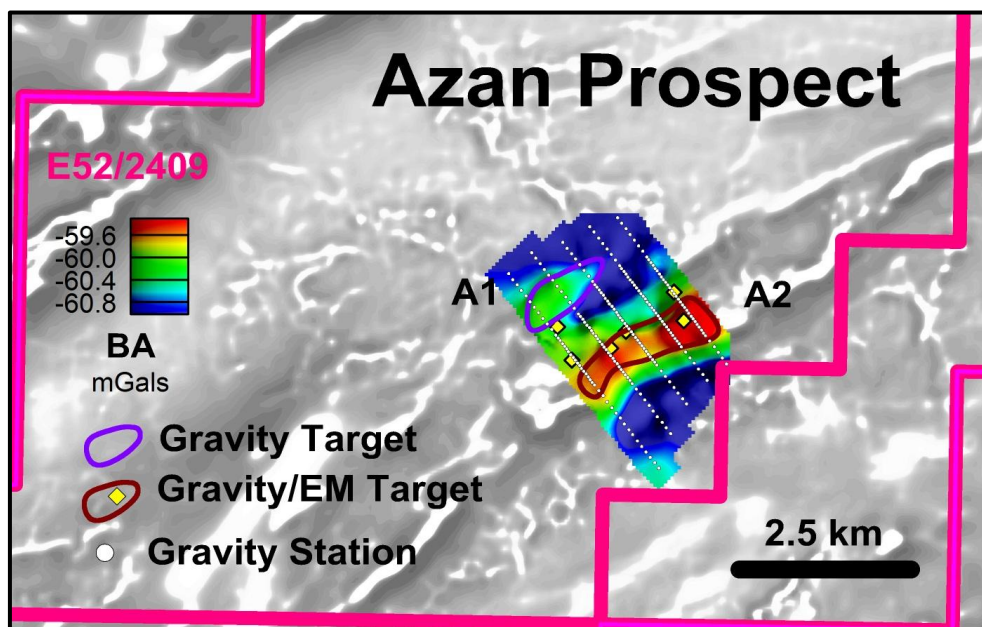 Azan Prospect
E52/2409
-59.6
-60.0
-60.4
-60.8
BA
mGals
A1
A2
Gravity Target
Gravity/EM Target
Gravity Station
2.5 km